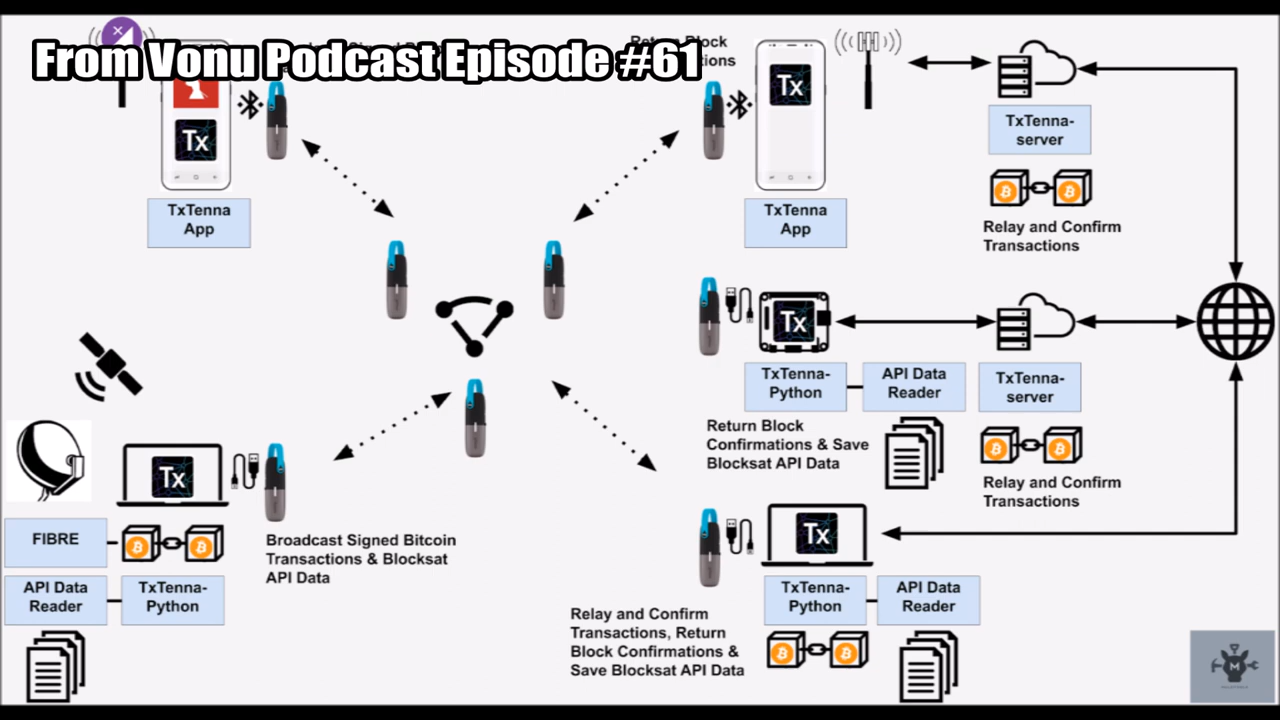 From Vonu Podcast Episode #61
Return Block
Tx
Tx
TxTenna
App
TxTenna
App
TxTenna-
server
Relay and Confirm
Transactions
Tx
TxTenna-
Python
API Data
Reader
TxTenna-
server
Return Block
Confirmations & Save
Blocksat API Data
Relay and Confirm
Transactions
Tx
FIBRE
API Data
Reader
TxTenna-
Python
Broadcast Signed Bitcoin
Transactions & Blocksat
API Data
Tx
TxTenna-
Python
API Data
Reader
Relay and Confirm
Transactions, Return
Block Confirmations &
Save Blocksat API Data
M